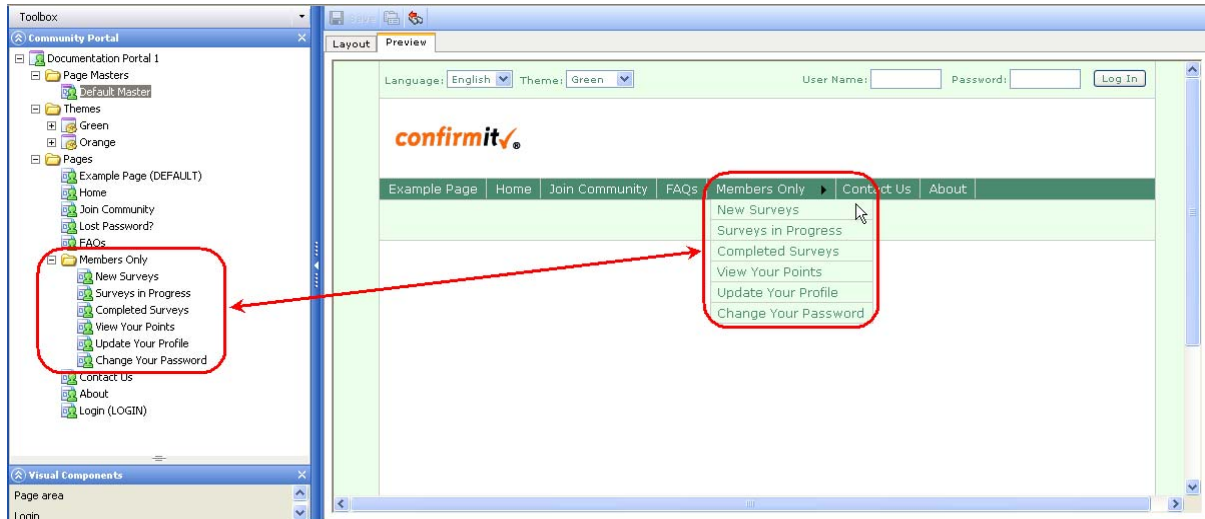 Toolbox
Community Portal
Documentation Portal 1
Page Masters
Default Master
Themes
Green
Orange
Pages
Example Page (DEFAULT)
Home
Join Community
Lost Password?
FAQs
Members Only
New Surveys
Surveys in Progress
Completed Surveys
View Your Points
Update Your Profile
Change Your Password
Contact Us
About
Login (LOGIN)
Visual Components
Page area
Login
Save
Layout Preview
Language: English Theme: Green User Name: Password: Log In
confirmit ®
Example Page Home Join Community FAQs Members Only Contact Us About
New Surveys
Surveys in Progress
Completed Surveys
View Your Points
Update Your Profile
Change Your Password